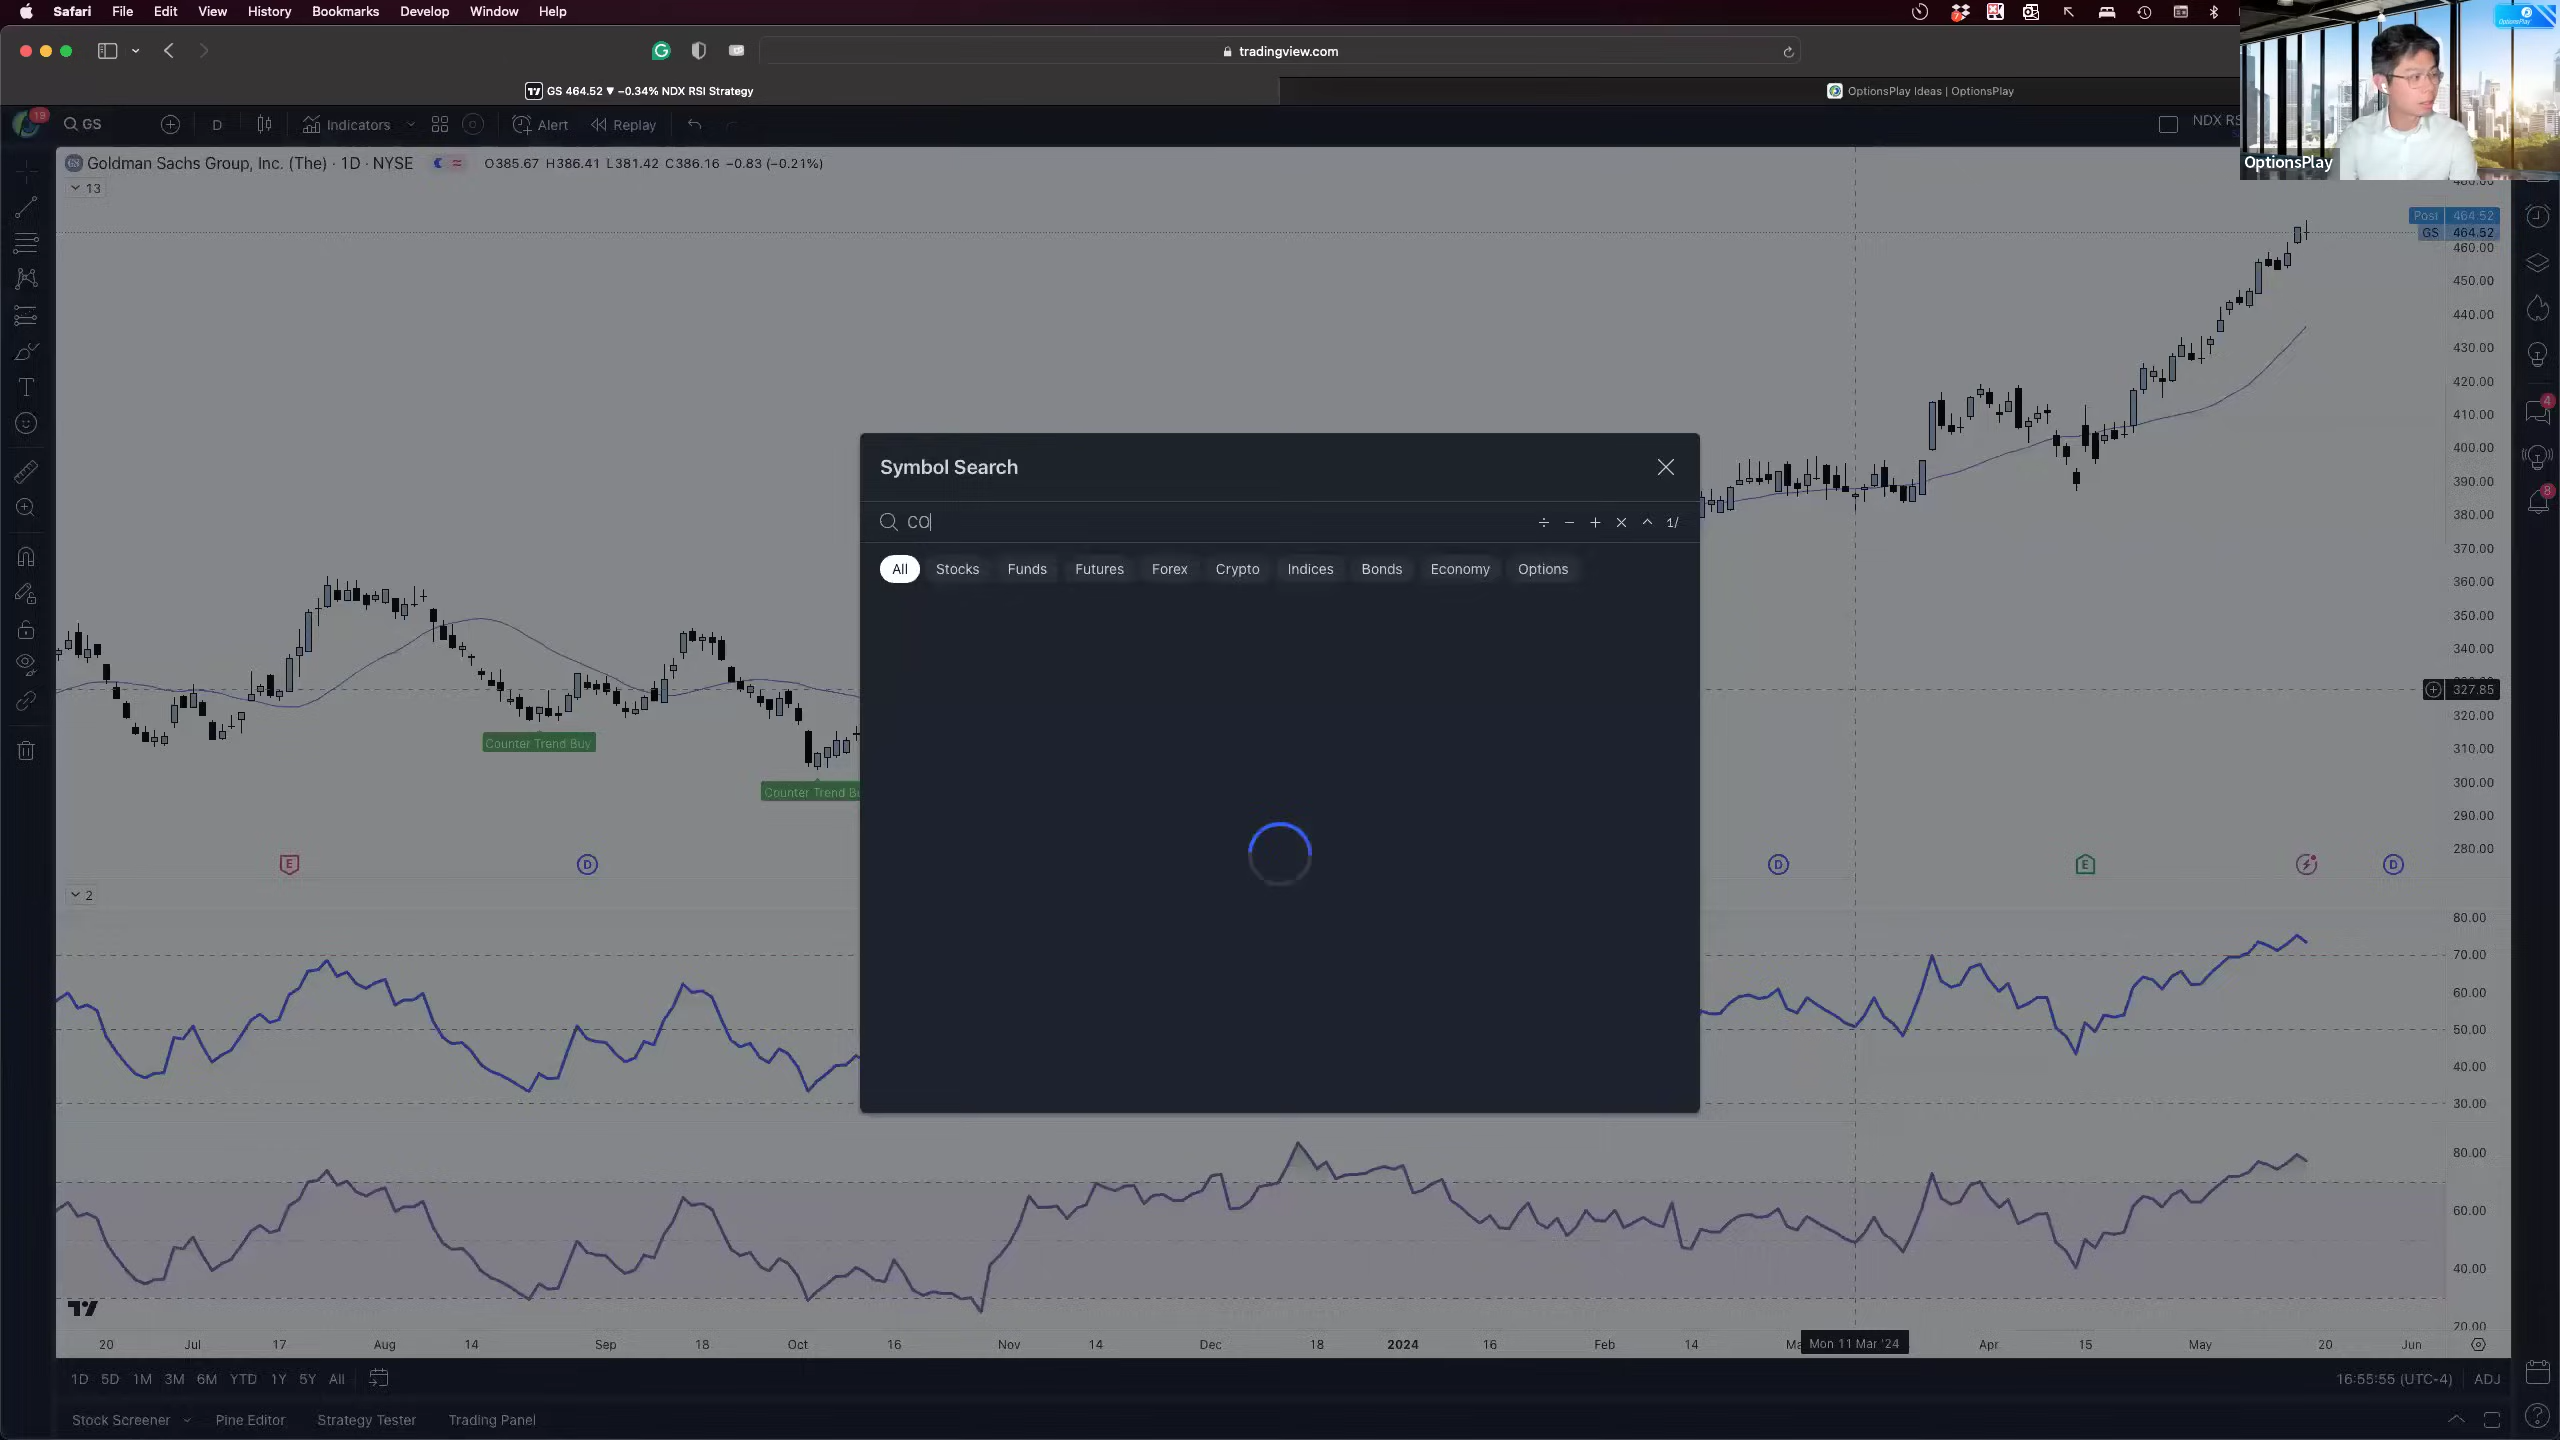 Safari File Edit View History Bookmarks Develop Window Help
tradingview.com
GS 464.52 ▼ −0.34% NDX RSI Strategy
OptionsPlay Ideas | OptionsPlay
OptionsPlay
19
GS D Indicators Alert Replay
NDX RS
Goldman Sachs Group, Inc. (The) · 1D · NYSE O385.67 H386.41 L381.42 C386.16 −0.83 (−0.21%)
13
Post 464.52
GS 464.52
460.00
450.00
440.00
430.00
420.00
410.00
400.00
390.00
380.00
370.00
360.00
350.00
340.00
327.85
320.00
310.00
300.00
290.00
280.00
4
8
Symbol Search
CO
÷ − + × ^ 1/
All Stocks Funds Futures Forex Crypto Indices Bonds Economy Options
Counter Trend Buy
Counter Trend B
E D D E D
2
80.00
70.00
60.00
50.00
40.00
30.00
80.00
60.00
40.00
20.00
20 Jul 17 Aug 14 Sep 18 Oct 16 Nov 14 Dec 18 2024 16 Feb 14 Ma Mon 11 Mar '24 Apr 15 May 20 Jun
1D 5D 1M 3M 6M YTD 1Y 5Y All
16:55:55 (UTC-4) ADJ
Stock Screener Pine Editor Strategy Tester Trading Panel